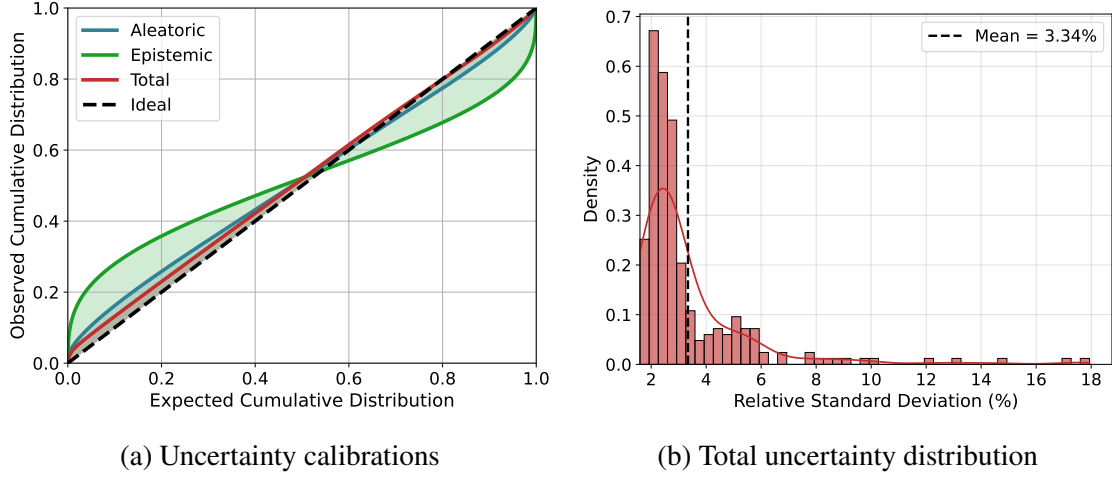 Observed Cumulative Distribution
1.0
0.8
0.6
0.4
0.2
0.0
Aleatoric
Epistemic
Total
Ideal
0.0 0.2 0.4 0.6 0.8 1.0
Expected Cumulative Distribution
(a) Uncertainty calibrations
Density
0.7
0.6
0.5
0.4
0.3
0.2
0.1
0.0
Mean = 3.34%
2 4 6 8 10 12 14 16 18
Relative Standard Deviation (%)
(b) Total uncertainty distribution